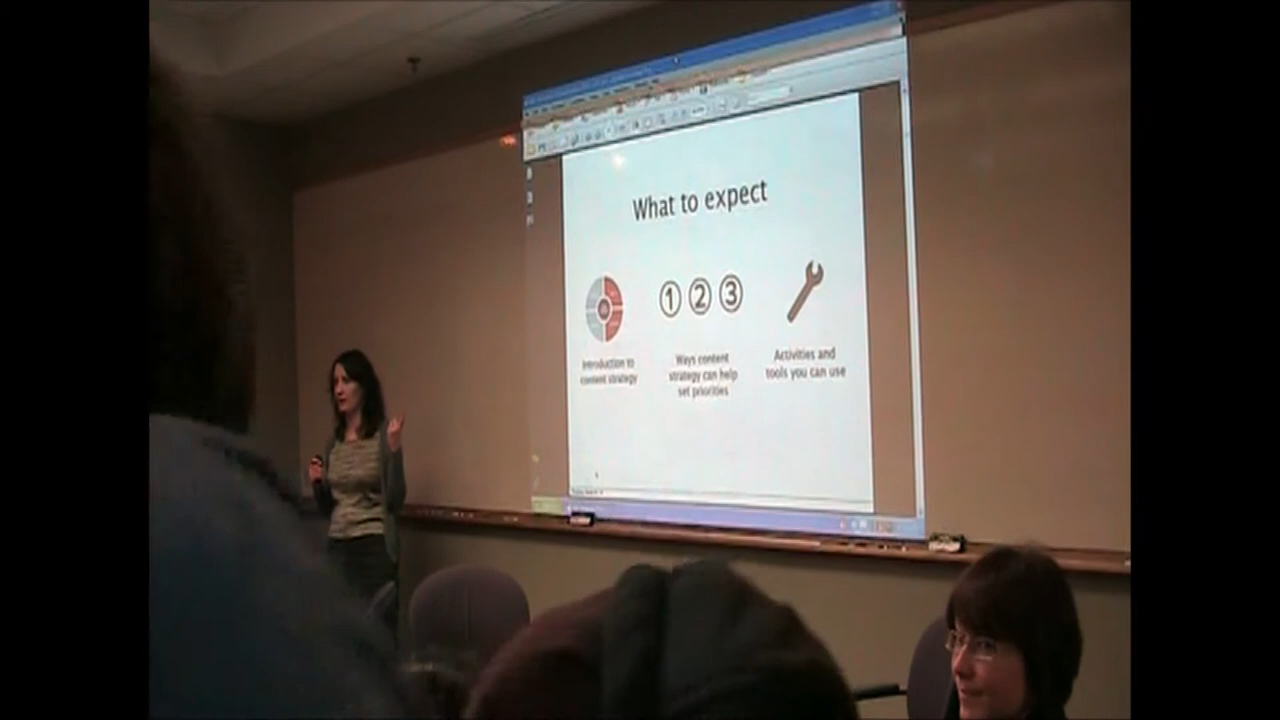 What to expect
1 2 3
Introduction to
content strategy
Ways content
strategy can help
set priorities
Activities and
tools you can use